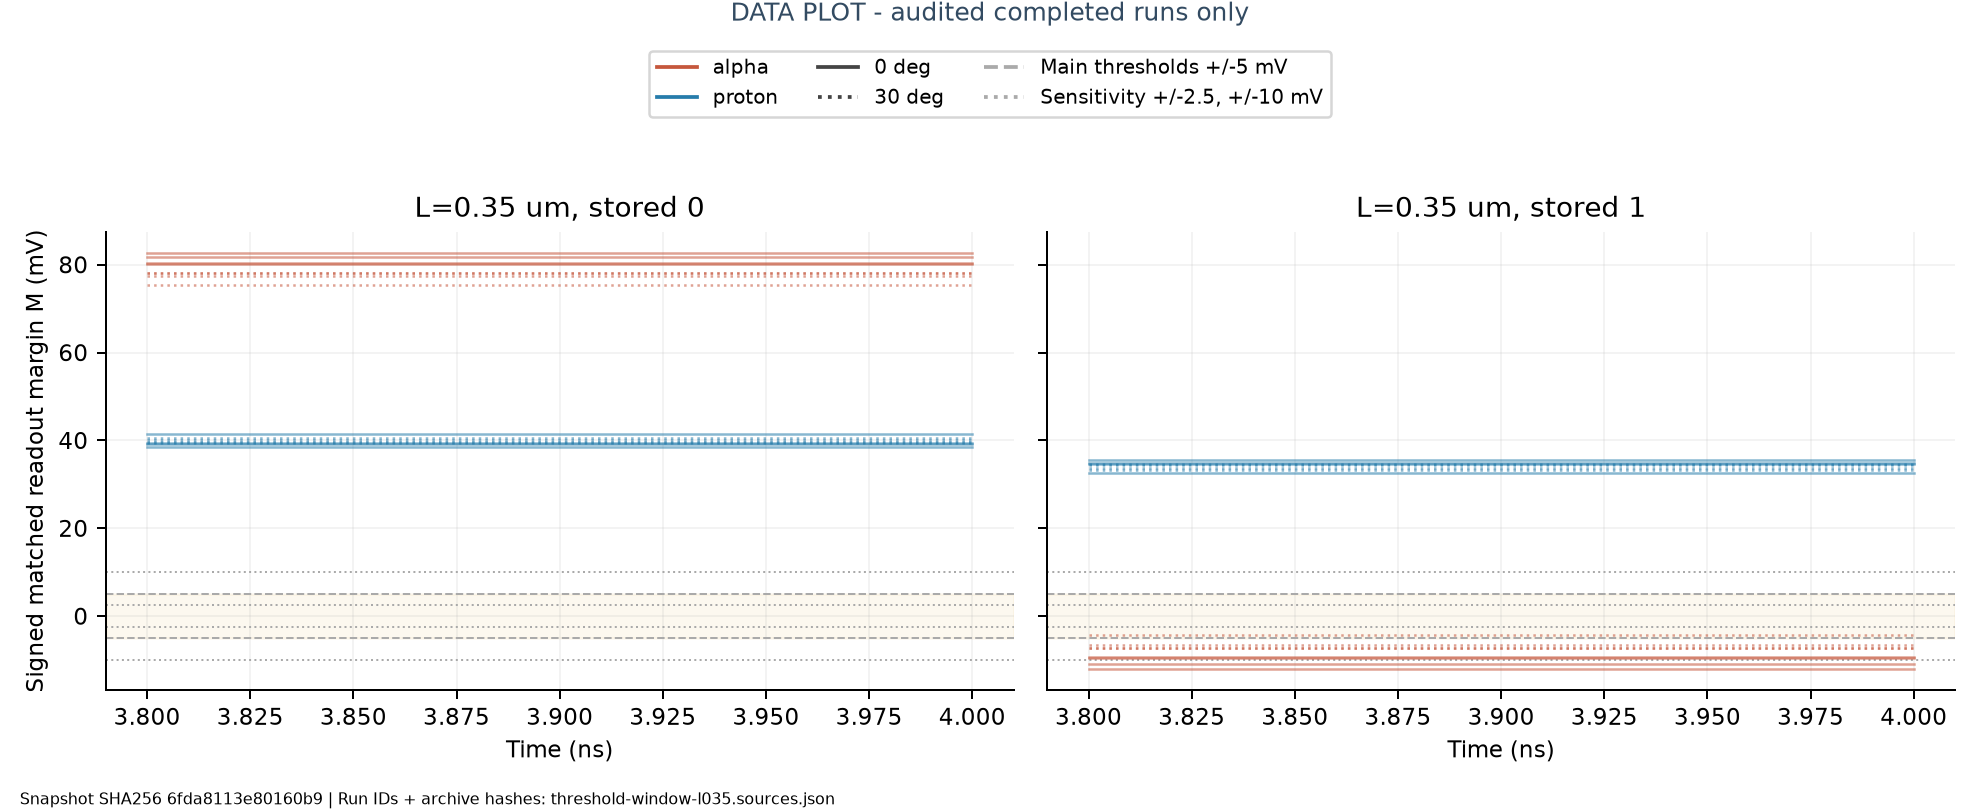 DATA PLOT - audited completed runs only
alpha
proton
0 deg
30 deg
Main thresholds +/-5 mV
Sensitivity +/-2.5, +/-10 mV
L=0.35 um, stored 0
Signed matched readout margin M (mV)
80
60
40
20
0
3.800 3.825 3.850 3.875 3.900 3.925 3.950 3.975 4.000
Time (ns)
L=0.35 um, stored 1
3.800 3.825 3.850 3.875 3.900 3.925 3.950 3.975 4.000
Time (ns)
Snapshot SHA256 6fda8113e80160b9 | Run IDs + archive hashes: threshold-window-l035.sources.json